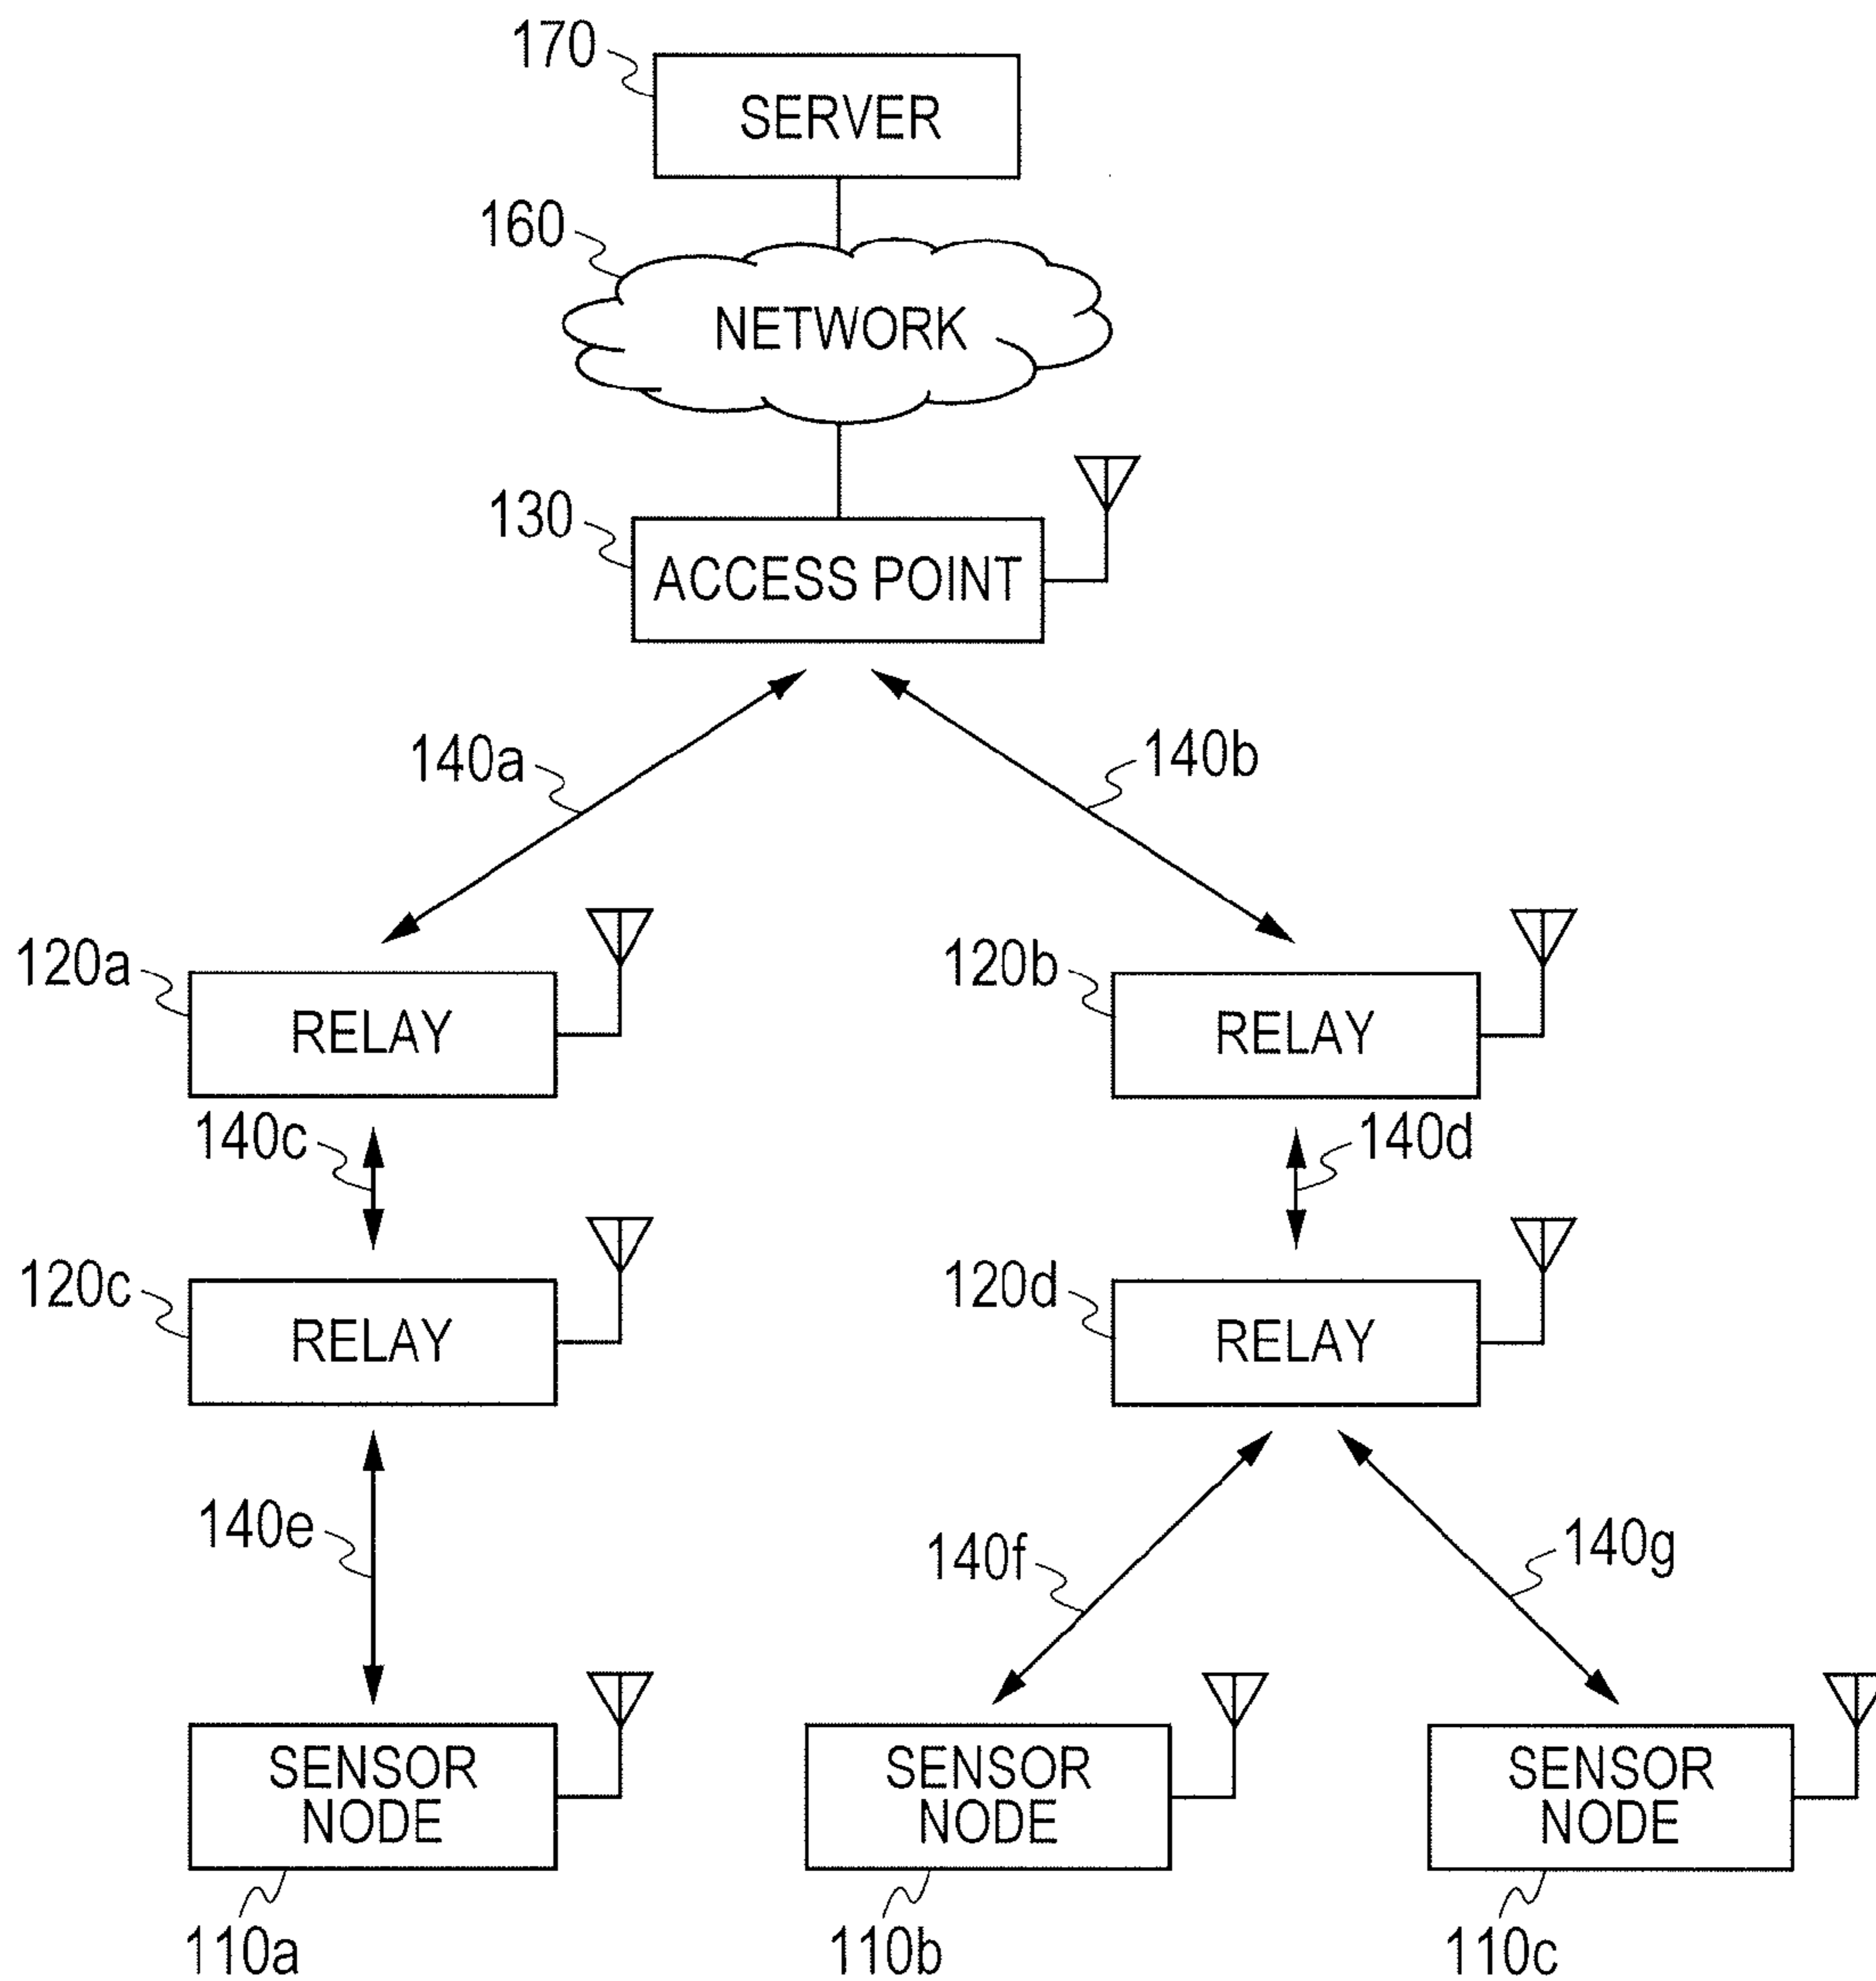 170
SERVER
160
NETWORK
130
ACCESS POINT
140a
140b
120a
RELAY
120b
RELAY
140c
140d
120c
RELAY
120d
RELAY
140e
140f
140g
SENSOR
NODE
SENSOR
NODE
SENSOR
NODE
110a
110b
110c